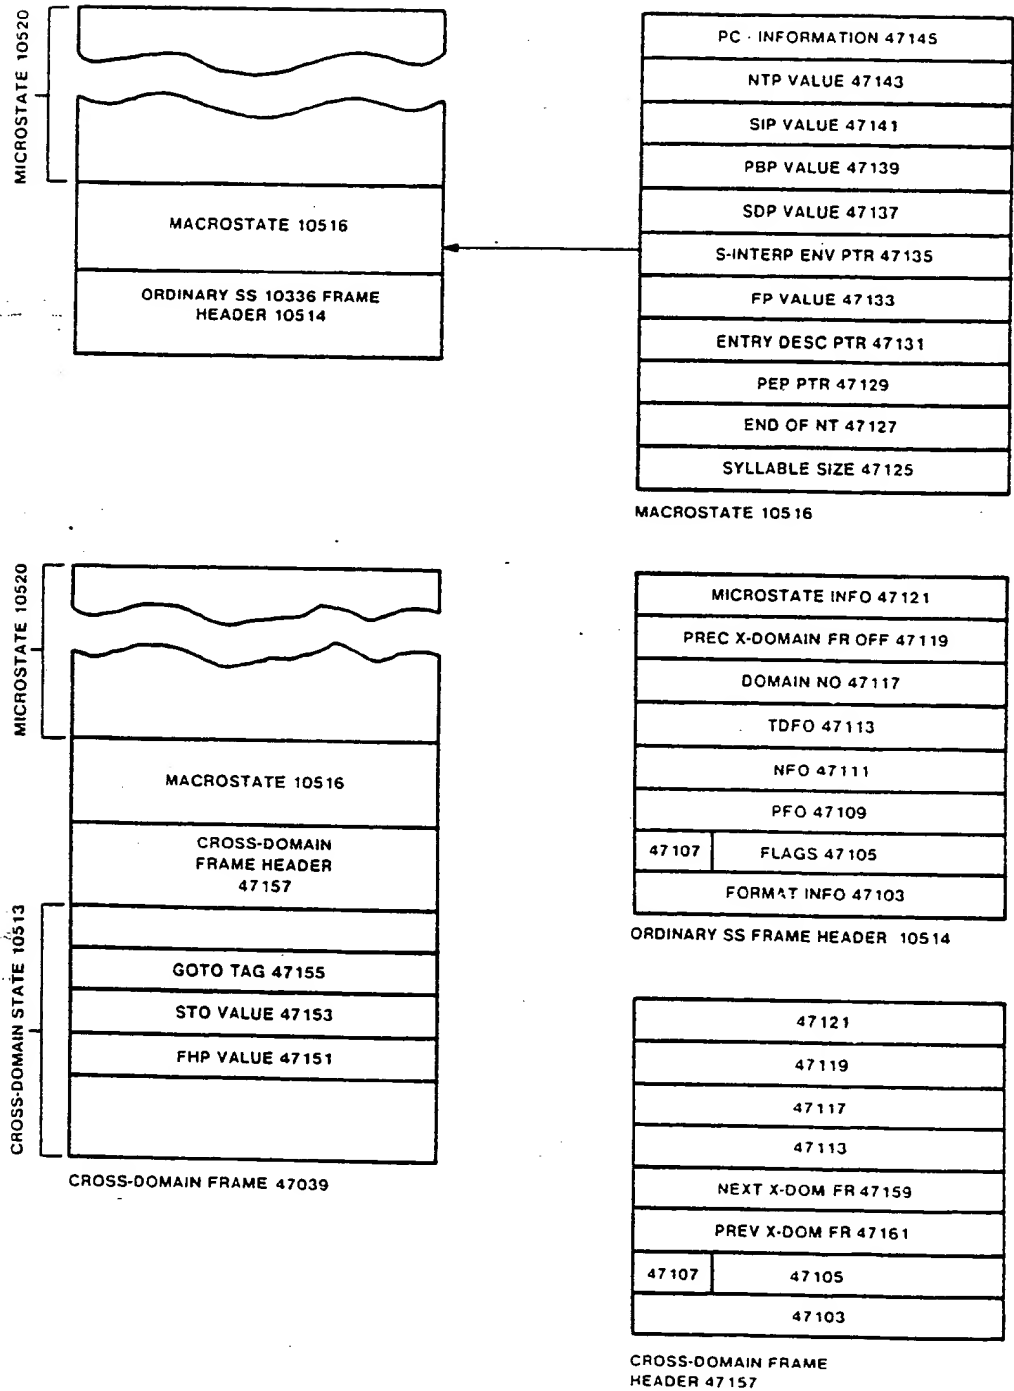 MICROSTATE 10520
MACROSTATE 10516
ORDINARY SS 10336 FRAME
HEADER 10514
PC - INFORMATION 47145
NTP VALUE 47143
SIP VALUE 47141
PBP VALUE 47139
SDP VALUE 47137
S-INTERP ENV PTR 47135
FP VALUE 47133
ENTRY DESC PTR 47131
PEP PTR 47129
END OF NT 47127
SYLLABLE SIZE 47125
MACROSTATE 10516
MICROSTATE 10520
MACROSTATE 10516
CROSS-DOMAIN
FRAME HEADER
47157
CROSS-DOMAIN STATE 10513
GOTO TAG 47155
STO VALUE 47153
FHP VALUE 47151
CROSS-DOMAIN FRAME 47039
MICROSTATE INFO 47121
PREC X-DOMAIN FR OFF 47119
DOMAIN NO 47117
TDFO 47113
NFO 47111
PFO 47109
47107 FLAGS 47105
FORMAT INFO 47103
ORDINARY SS FRAME HEADER 10514
47121
47119
47117
47113
NEXT X-DOM FR 47159
PREV X-DOM FR 47161
47107 47105
47103
CROSS-DOMAIN FRAME
HEADER 47157